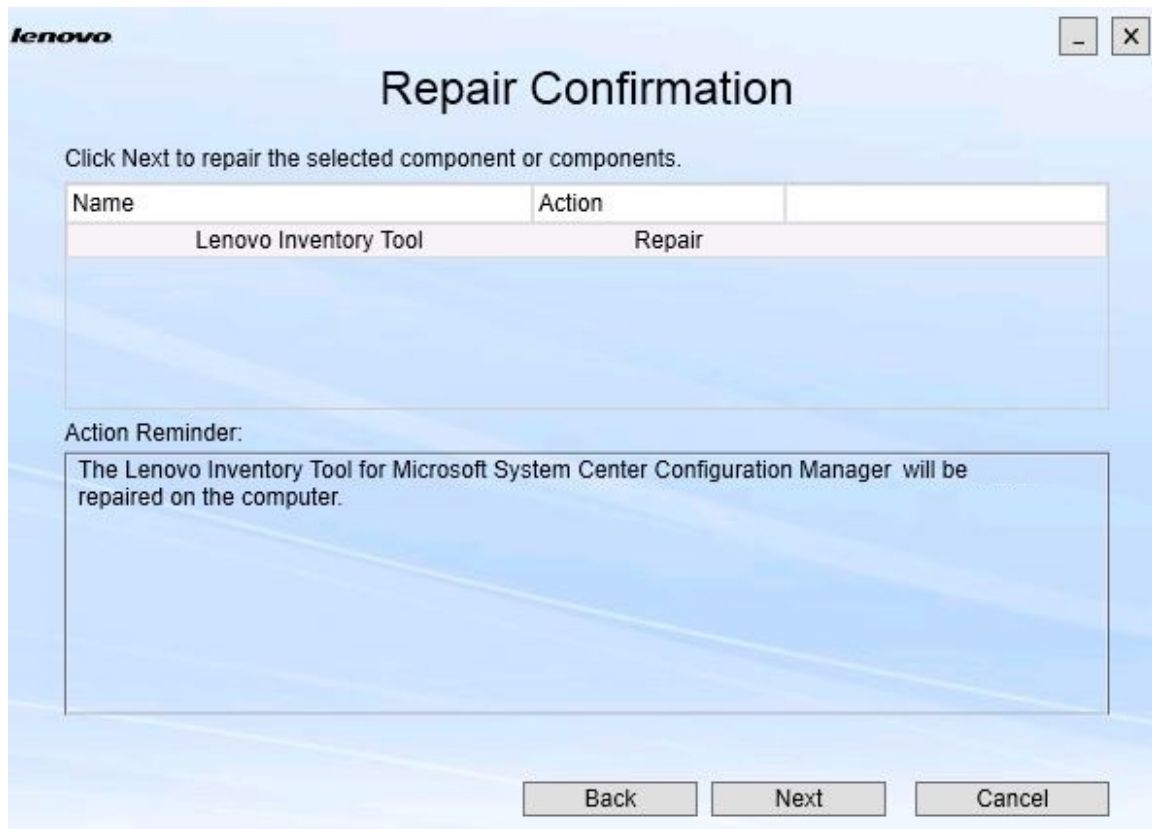 lenovo
_ X
Repair Confirmation
Click Next to repair the selected component or components.
Name Action
Lenovo Inventory Tool Repair
Action Reminder:
The Lenovo Inventory Tool for Microsoft System Center Configuration Manager will be
repaired on the computer.
Back Next Cancel